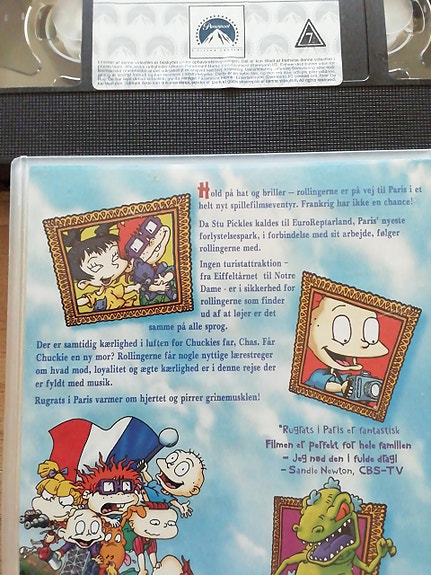 Paramount
7
Hold på hat og briller – rollingerne er på vej til Paris i et
helt nyt spillefilmseventyr. Frankrig har ikke en chance!
Da Stu Pickles kaldes til EuroReptarland, Paris' nyeste
forlystelsespark, i forbindelse med sit arbejde, følger
rollingerne med.
Ingen turistattraktion –
fra Eiffeltårnet til Notre
Dame - er i sikkerhed for
rollingerne som finder
ud af at løjer er det
samme på alle sprog.
Der er samtidig kærlighed i luften for Chuckies far, Chas. Får
Chuckie en ny mor? Rollingerne får nogle nyttige lærestreger
om hvad mod, loyalitet og ægte kærlighed er i denne rejse der
er fyldt med musik.
Rugrats i Paris varmer om hjertet og pirrer grinemusklen!
"Rugrats i Paris er fantastisk
Filmen er perfekt for hele familien
- Jeg nød den i fulde drag!
- Sandie Newton, CBS-TV